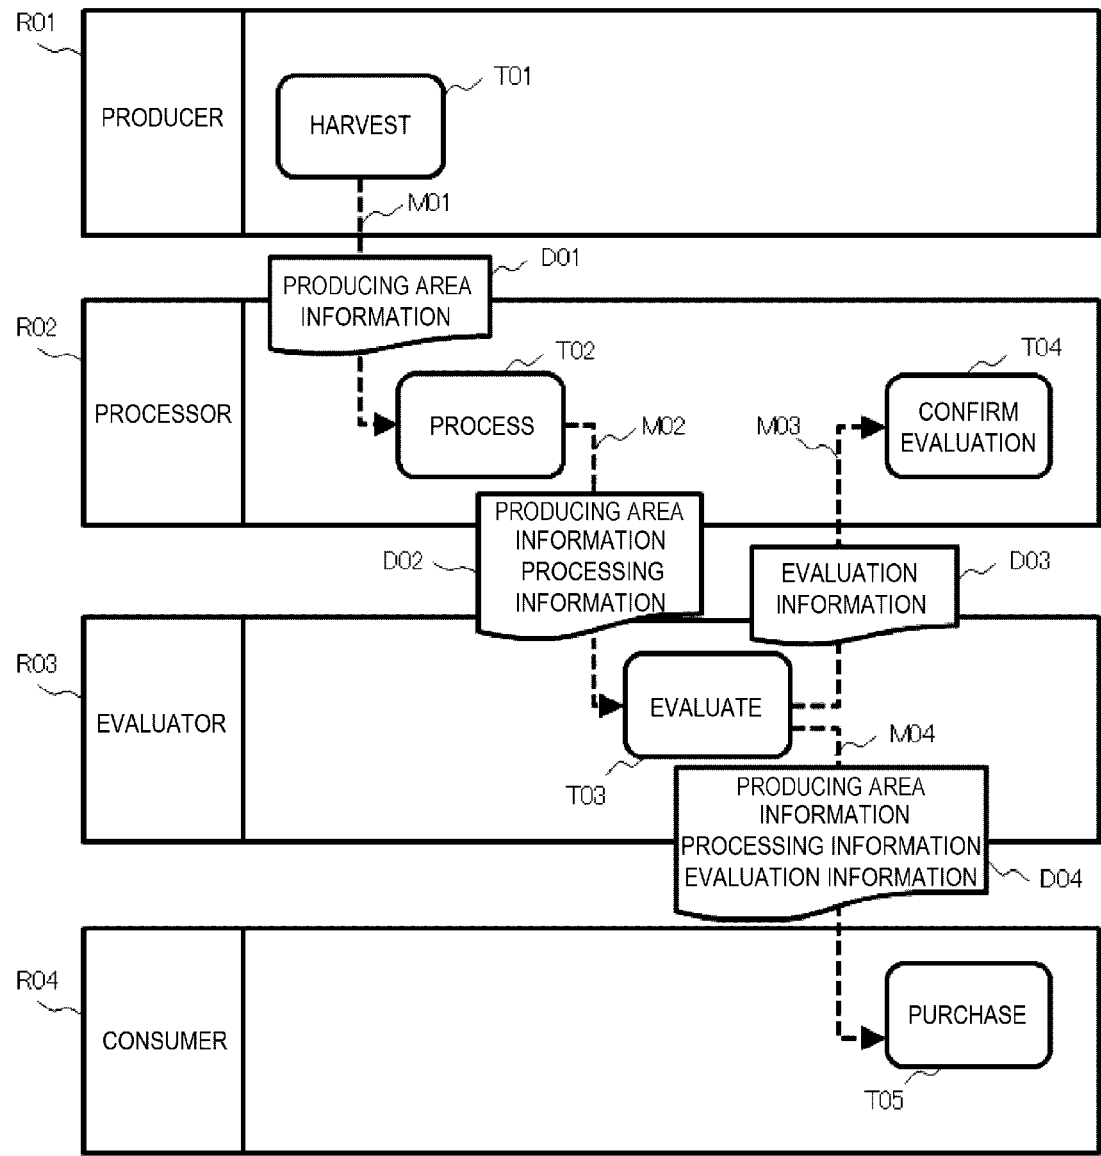 R01
T01
PRODUCER
HARVEST
M01
D01
PRODUCING AREA
INFORMATION
R02
T02
T04
PROCESSOR
PROCESS
M02
M03
CONFIRM
EVALUATION
D02
PRODUCING AREA
INFORMATION
PROCESSING
INFORMATION
EVALUATION
INFORMATION
D03
R03
EVALUATOR
EVALUATE
M04
T03
PRODUCING AREA
INFORMATION
PROCESSING INFORMATION
EVALUATION INFORMATION
D04
R04
CONSUMER
PURCHASE
T05